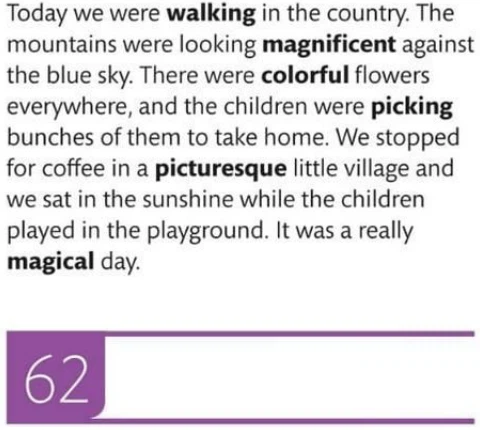 Today we were walking in the country. The
mountains were looking magnificent against
the blue sky. There were colorful flowers
everywhere, and the children were picking
bunches of them to take home. We stopped
for coffee in a picturesque little village and
we sat in the sunshine while the children
played in the playground. It was a really
magical day.
62